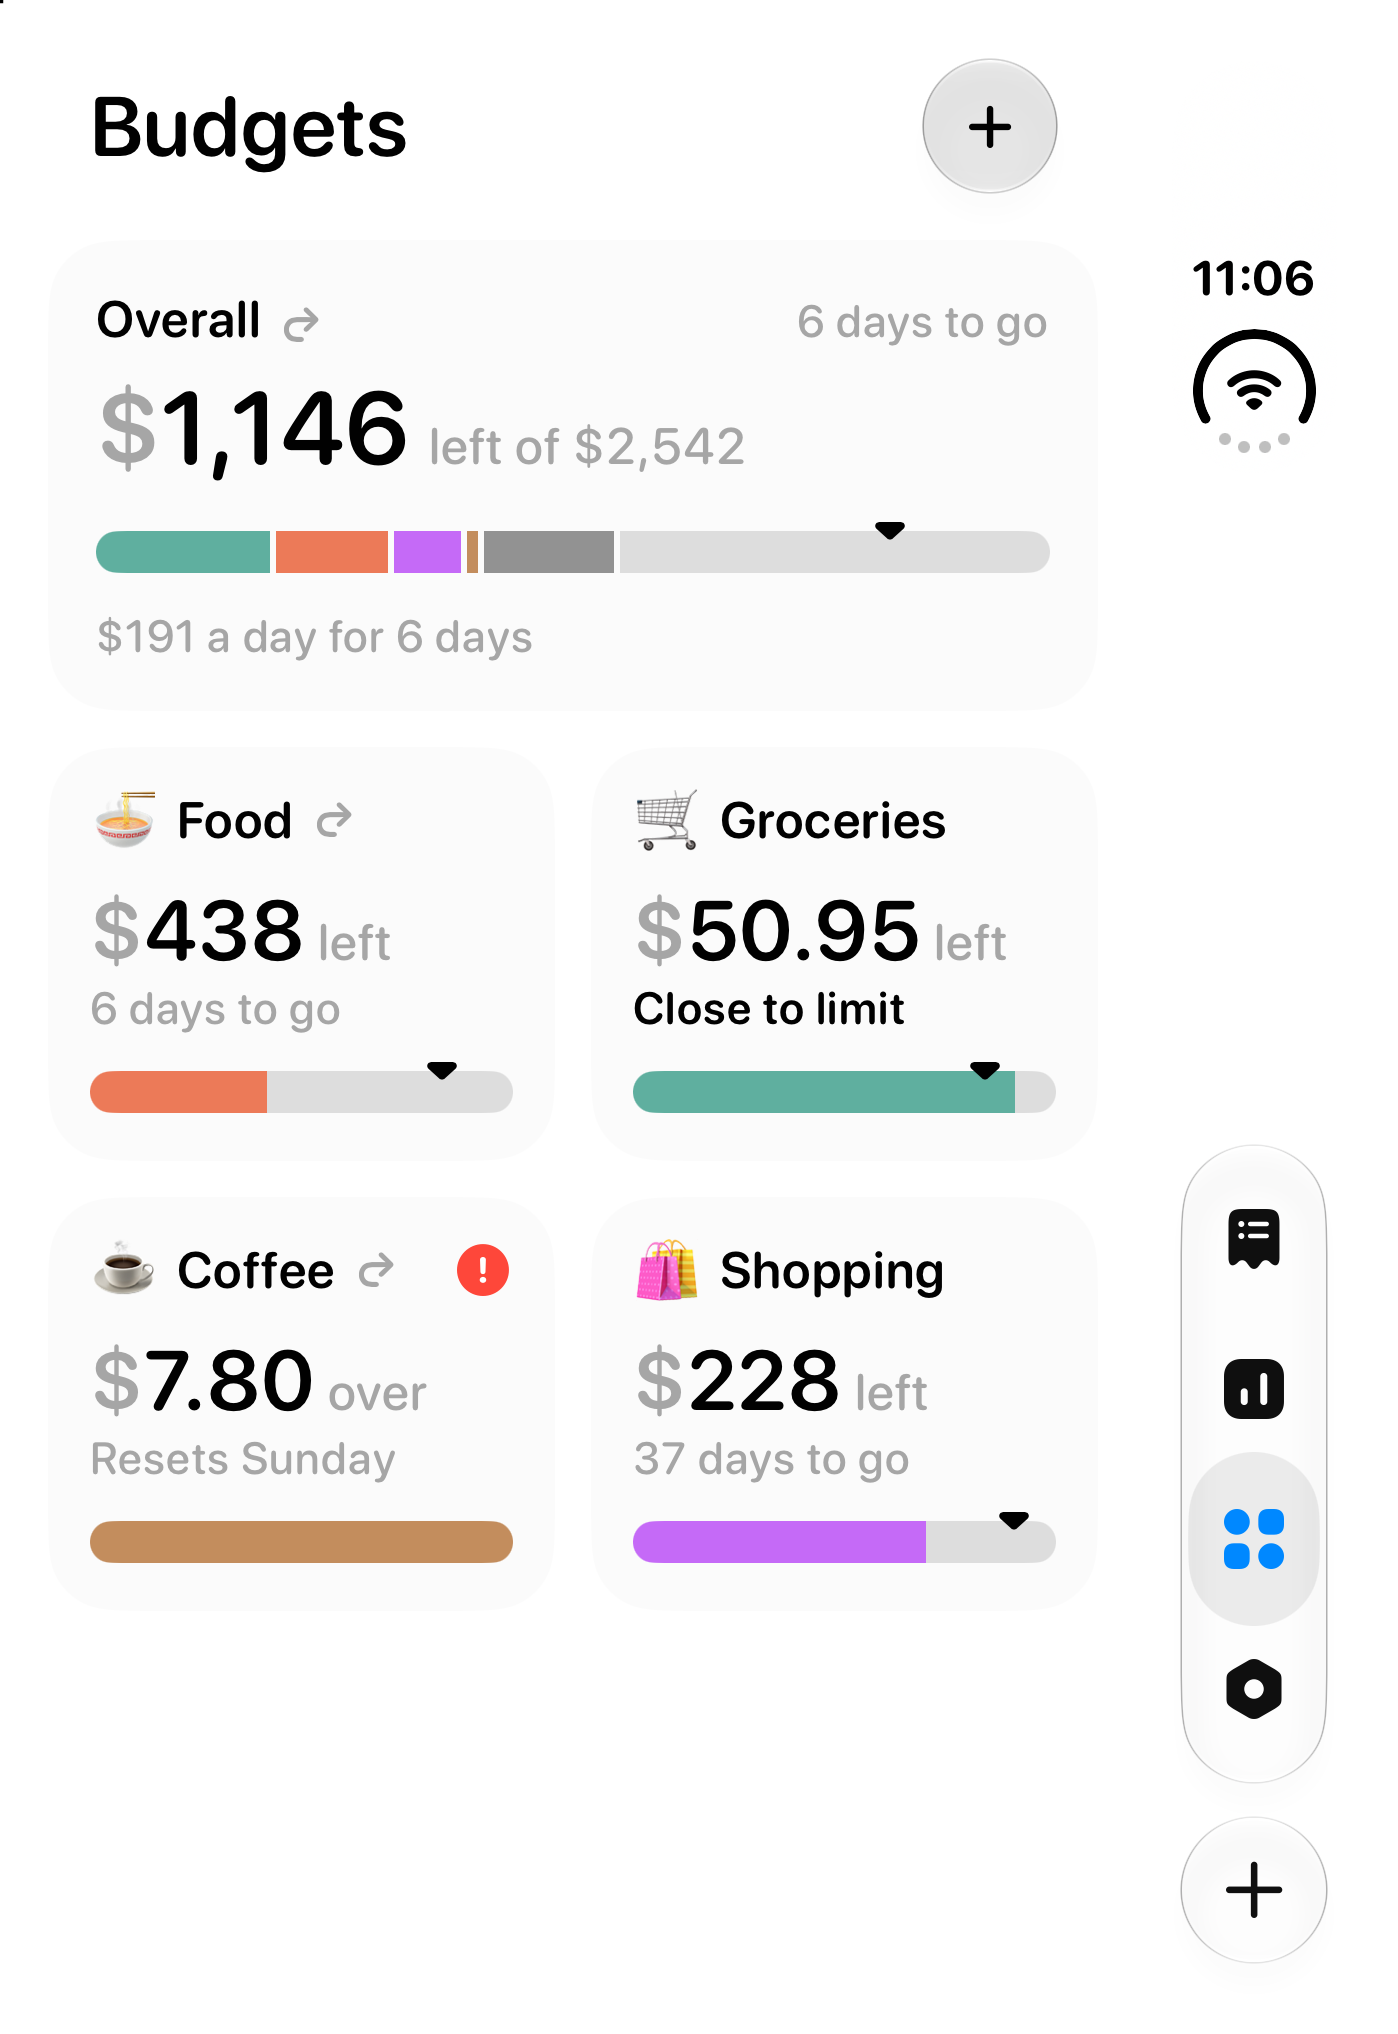 Budgets
11:06
Overall
6 days to go
$1,146 left of $2,542
$191 a day for 6 days
Food
$438 left
6 days to go
Groceries
$50.95 left
Close to limit
Coffee
$7.80 over
Resets Sunday
Shopping
$228 left
37 days to go